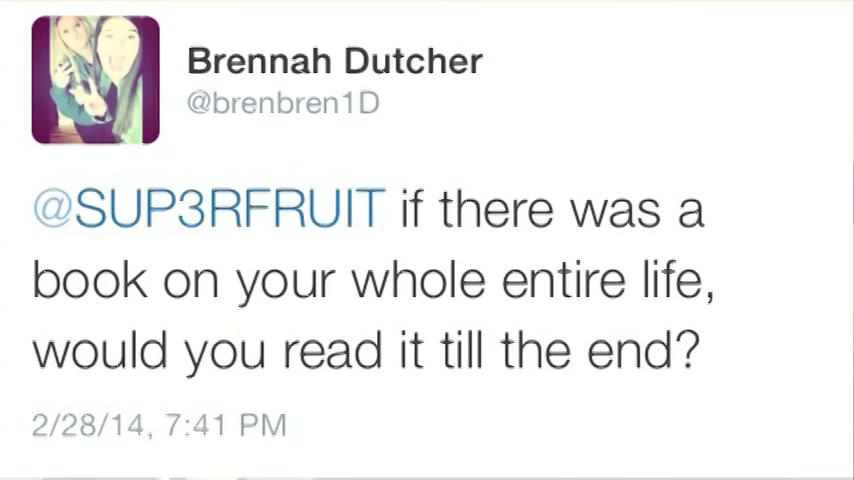 Brennah Dutcher
@brenbren1D
@SUP3RFRUIT if there was a
book on your whole entire life,
would you read it till the end?
2/28/14, 7:41 PM